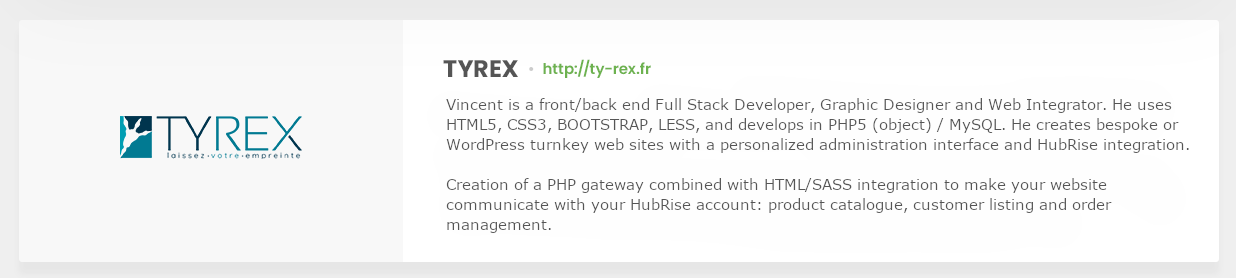 TYREX
laissez·votre·empreinte
TYREX • http://ty-rex.fr
Vincent is a front/back end Full Stack Developer, Graphic Designer and Web Integrator. He uses
HTML5, CSS3, BOOTSTRAP, LESS, and develops in PHP5 (object) / MySQL. He creates bespoke or
WordPress turnkey web sites with a personalized administration interface and HubRise integration.
Creation of a PHP gateway combined with HTML/SASS integration to make your website
communicate with your HubRise account: product catalogue, customer listing and order
management.